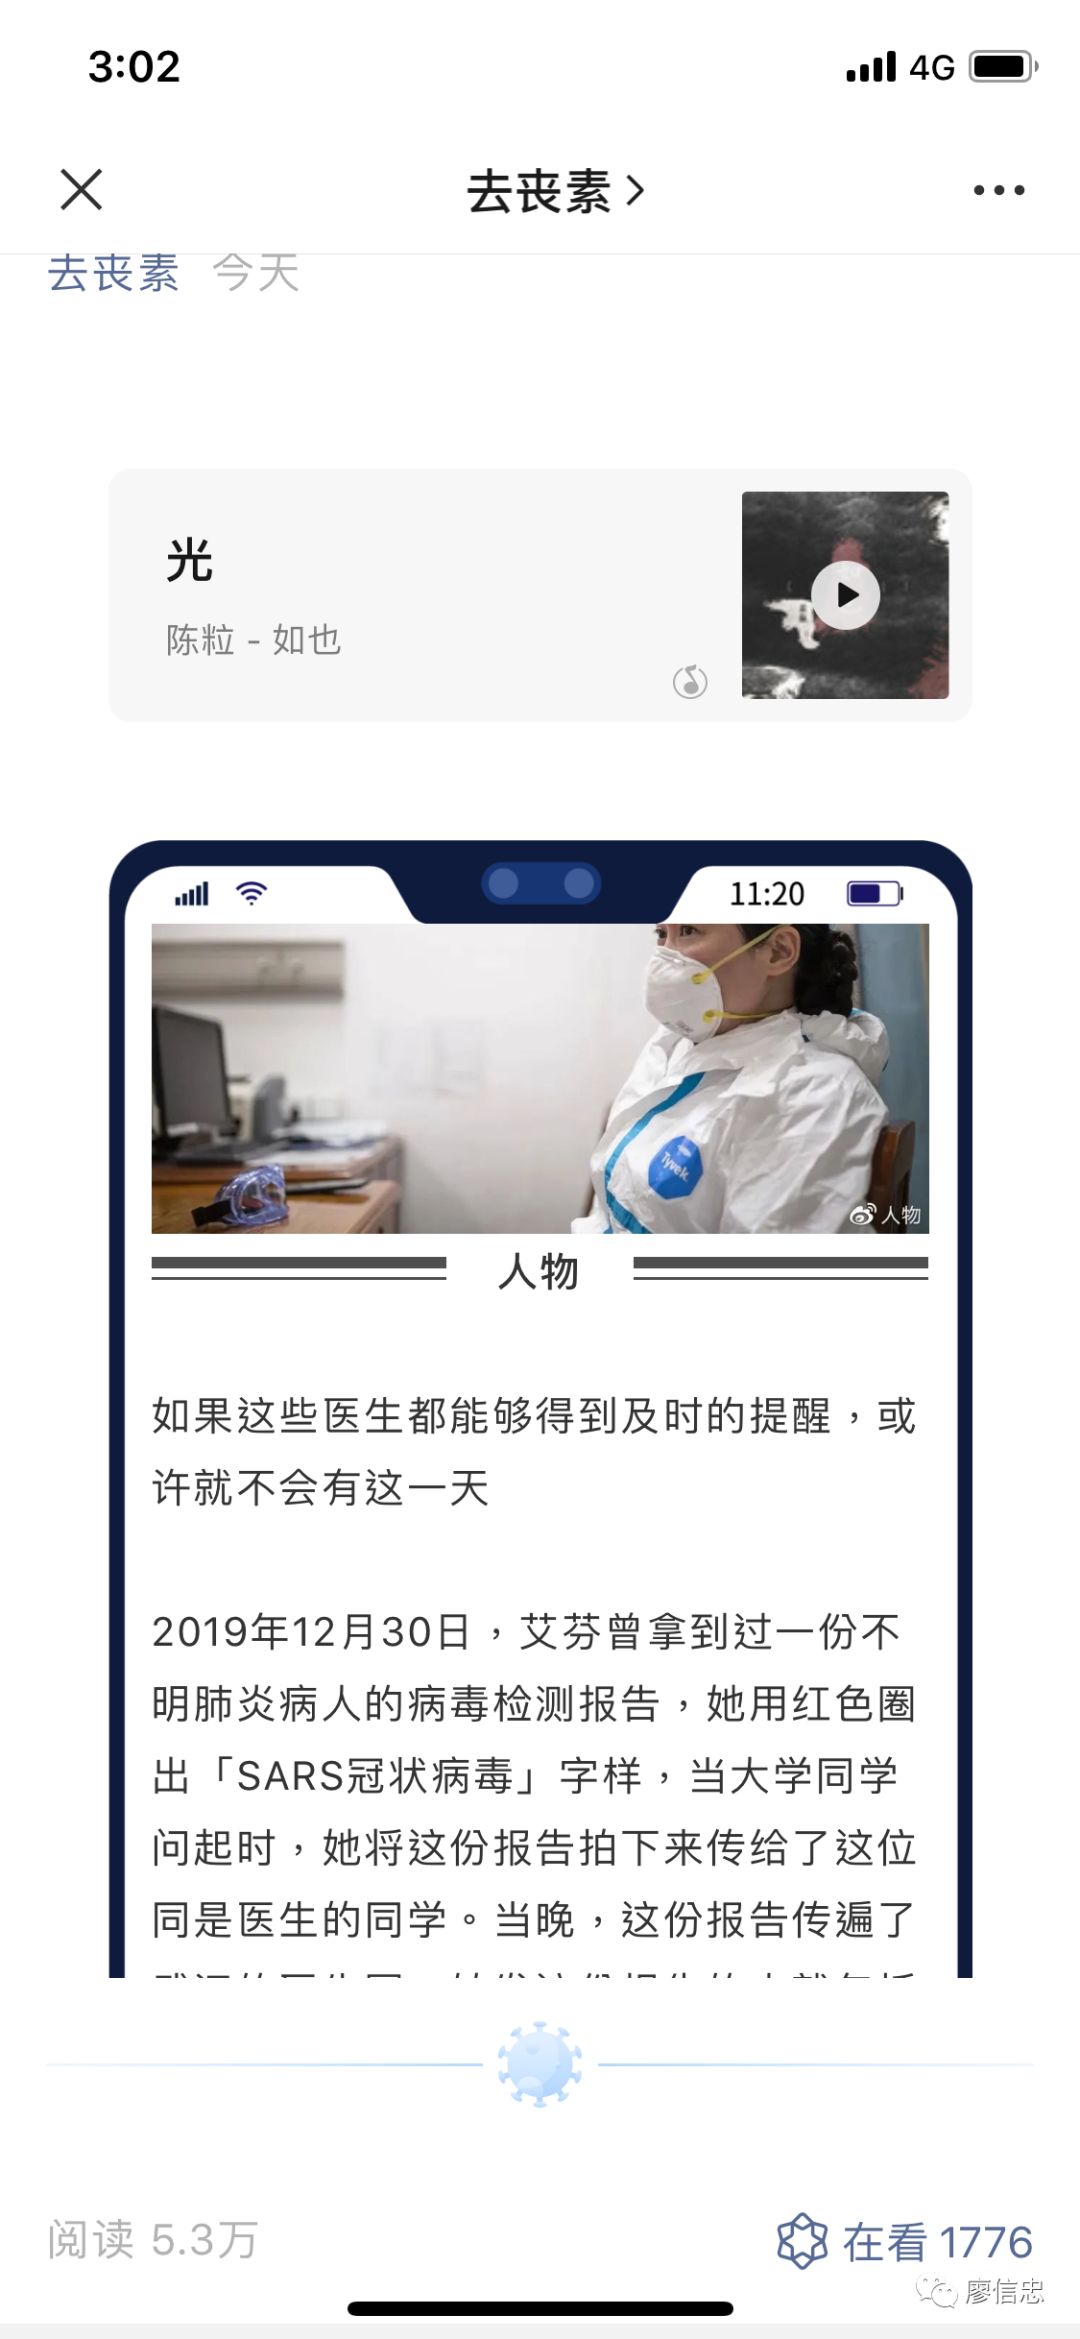 3:02
4G
去丧素
去丧素 今天
光
陈粒 - 如也
11:20
Tyvek
人物
人物
如果这些医生都能够得到及时的提醒，或
许就不会有这一天
2019年12月30日，艾芬曾拿到过一份不
明肺炎病人的病毒检测报告，她用红色圈
出「SARS冠状病毒」字样，当大学同学
问起时，她将这份报告拍下来传给了这位
同是医生的同学。当晚，这份报告传遍了
阅读 5.3万
在看 1776
廖信忠